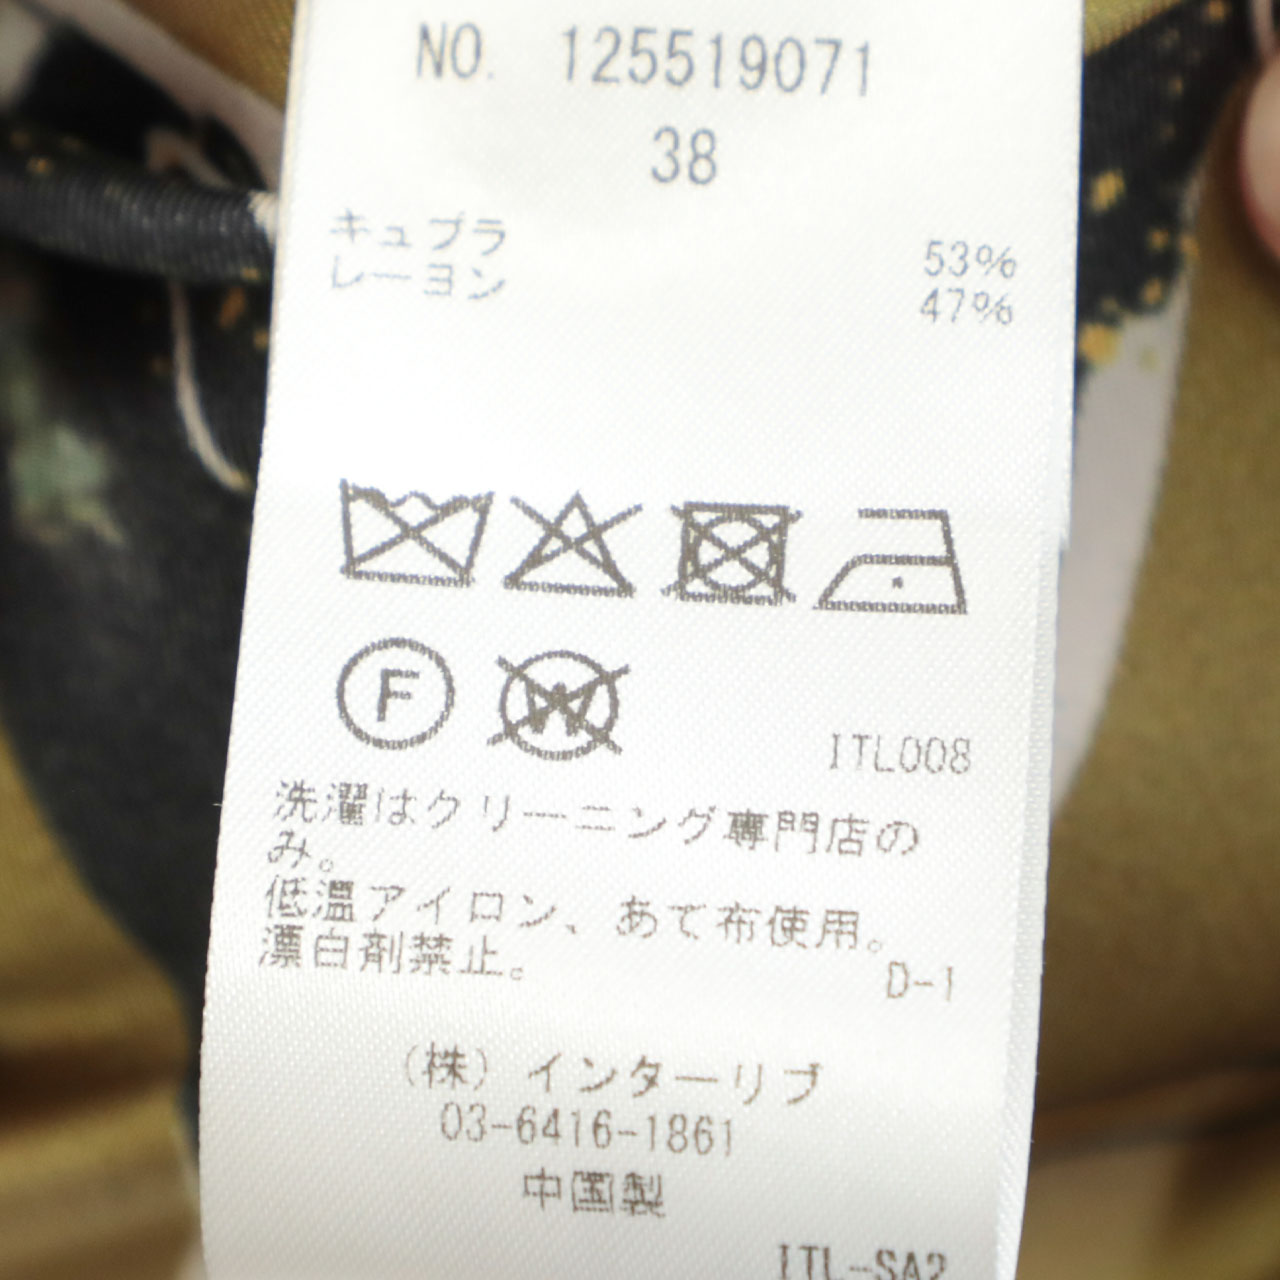 NO. 125519071
38
キュプラ 53%
レーヨン 47%
F W
ITL008
洗濯はクリーニング専門店の
み。
低温アイロン、あて布使用。
漂白剤禁止。
D-1
(株) インターリブ
03-6416-1861
中国製
ITL-SA2